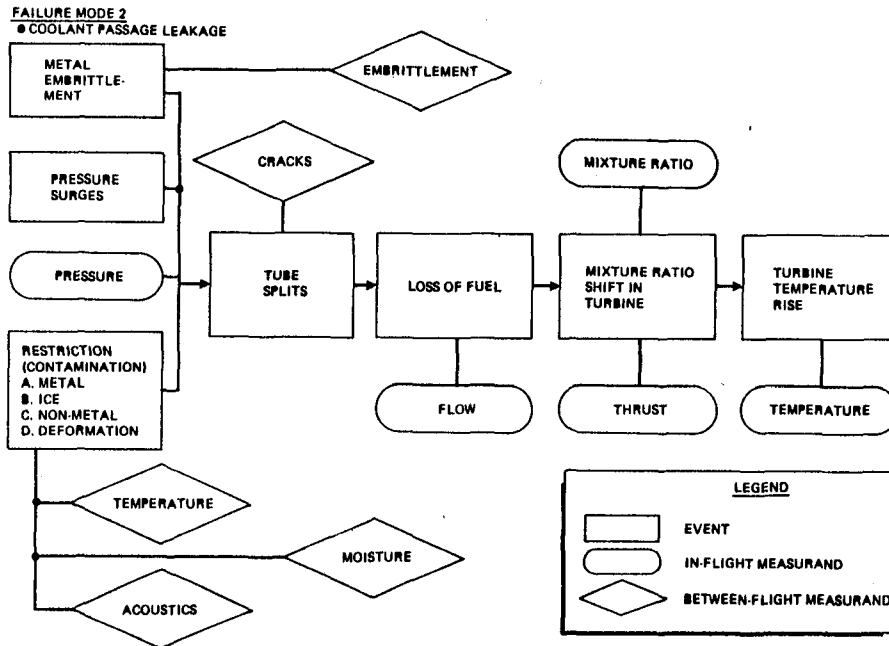 FAILURE MODE 2
● COOLANT PASSAGE LEAKAGE
METAL
EMBRITTLE-
MENT
EMBRITTLEMENT
CRACKS
MIXTURE RATIO
PRESSURE
SURGES
PRESSURE
TUBE
SPLITS
LOSS OF FUEL
MIXTURE RATIO
SHIFT IN
TURBINE
TURBINE
TEMPERATURE
RISE
RESTRICTION
(CONTAMINATION)
A. METAL
B. ICE
C. NON-METAL
D. DEFORMATION
FLOW
THRUST
TEMPERATURE
TEMPERATURE
MOISTURE
ACOUSTICS
LEGEND
EVENT
IN-FLIGHT MEASURAND
BETWEEN-FLIGHT MEASURAND